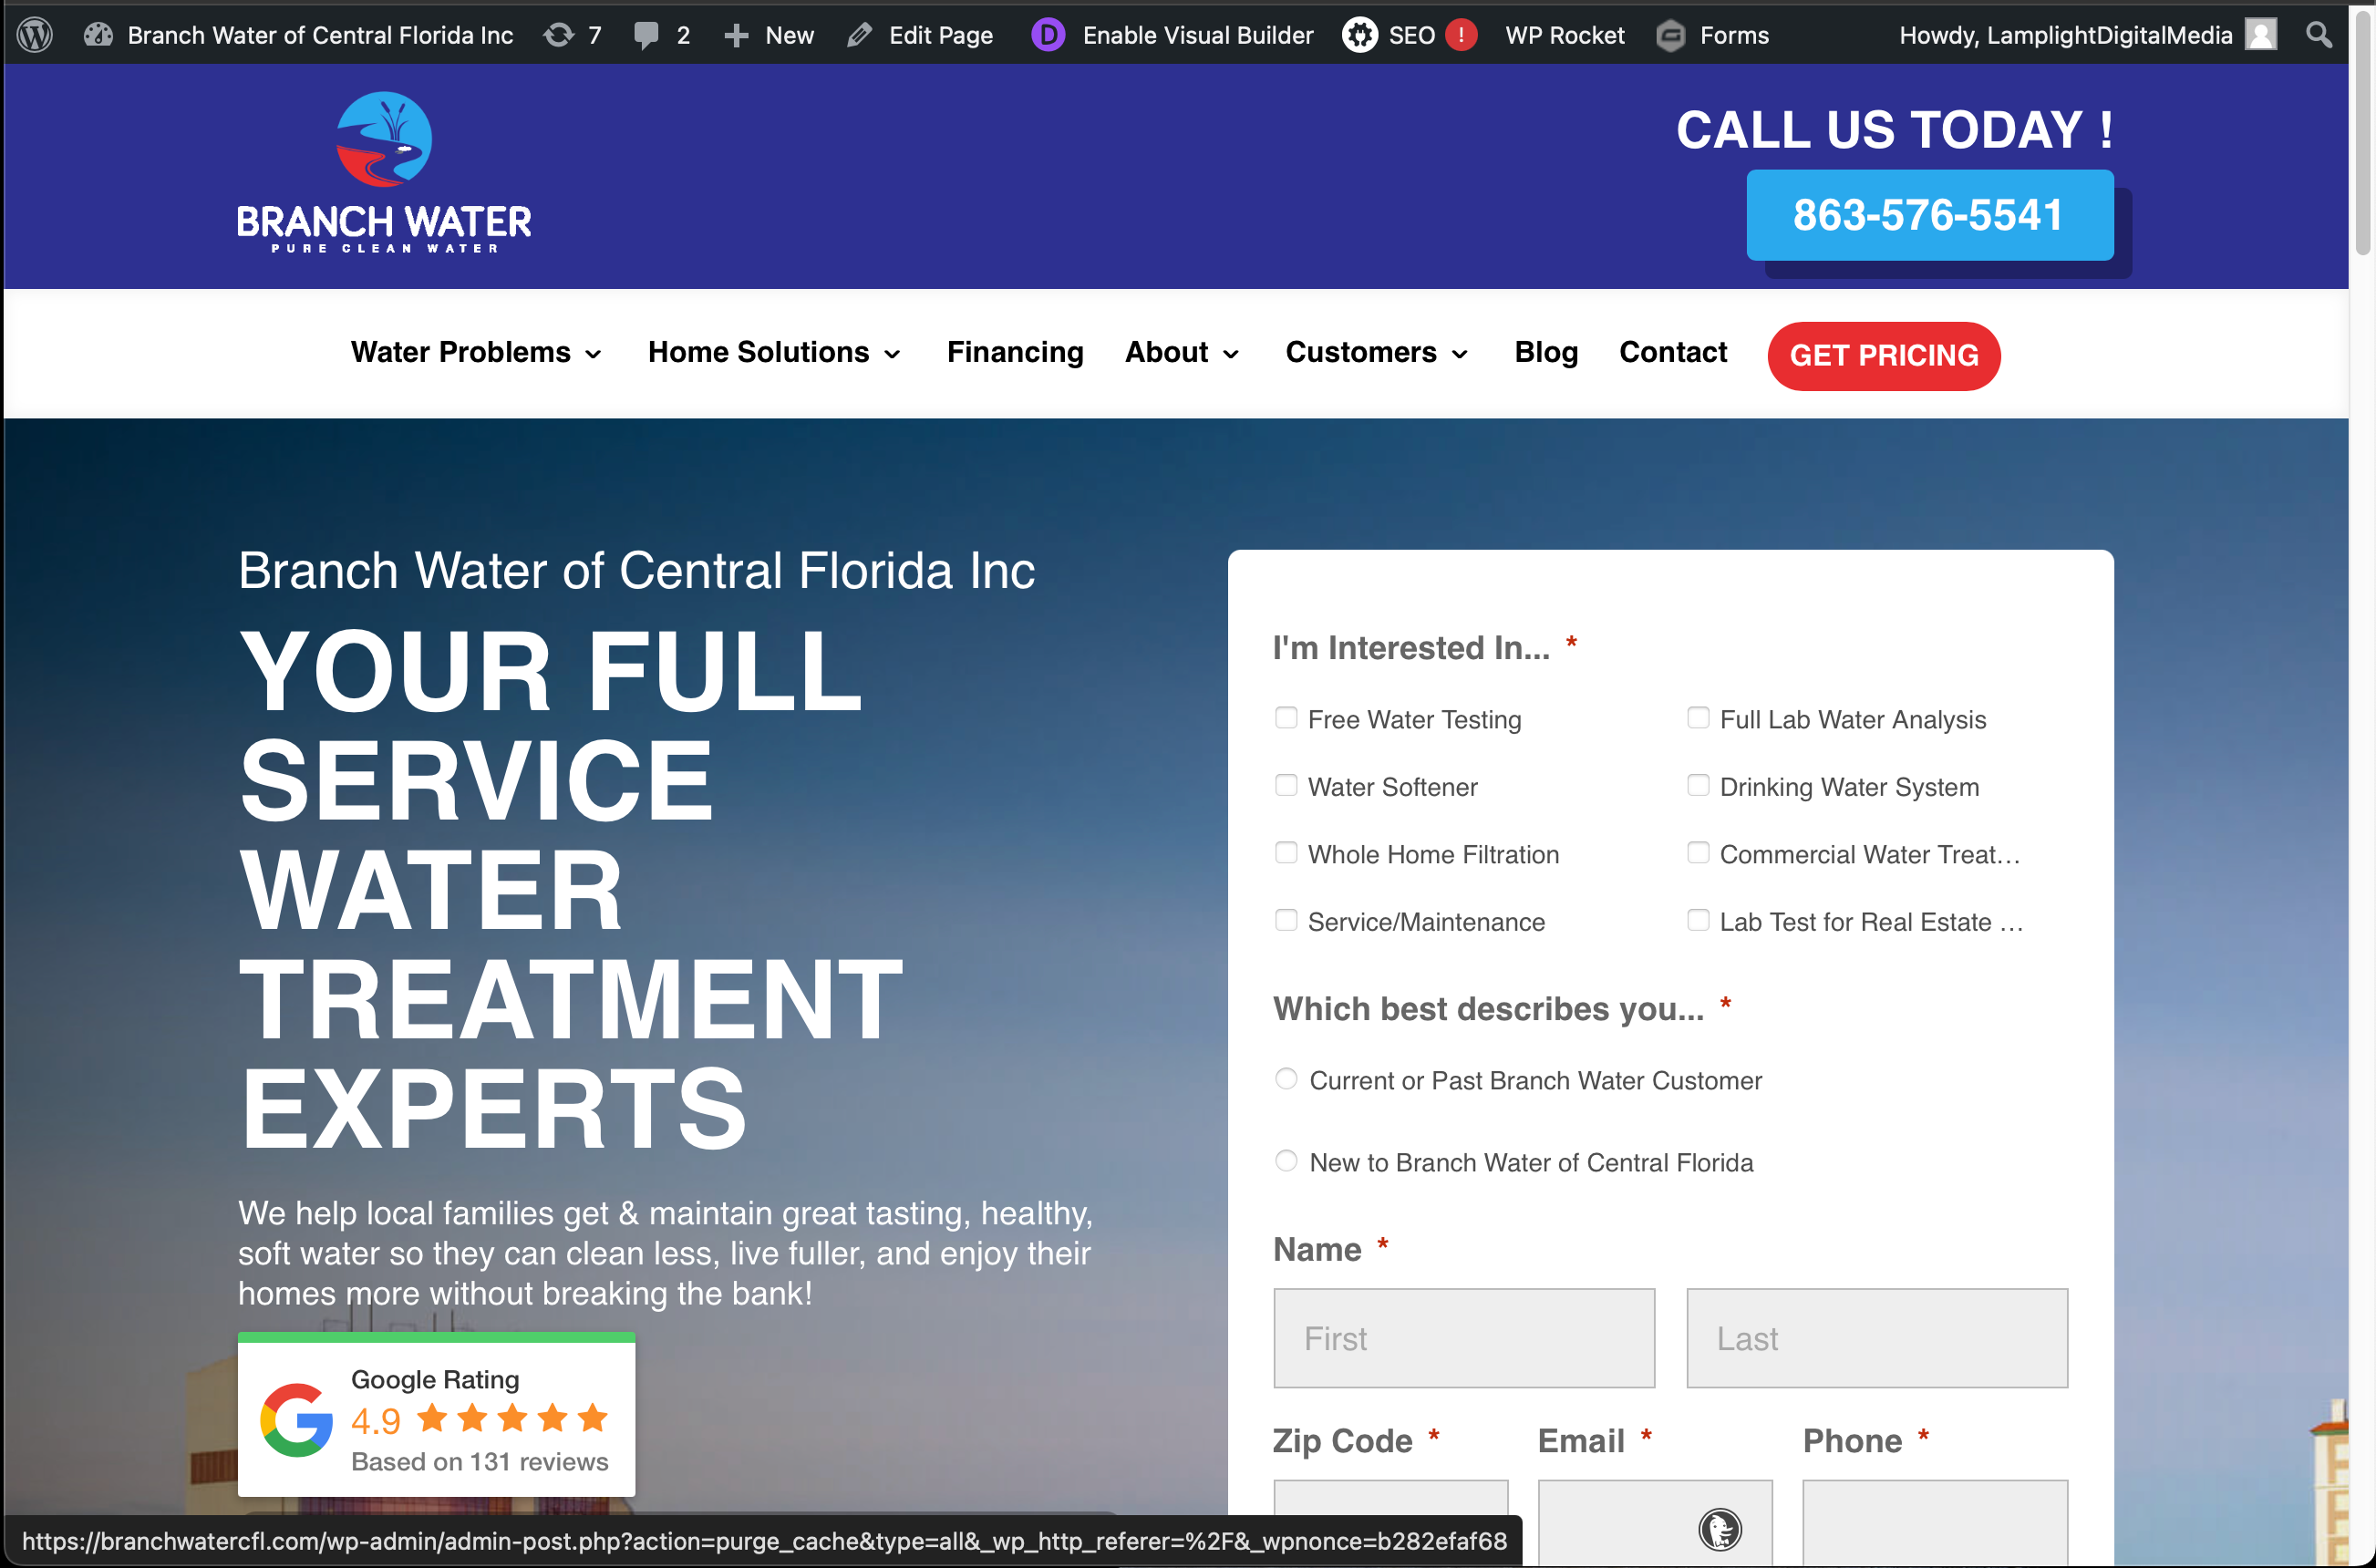 Branch Water of Central Florida Inc 7 2 New Edit Page Enable Visual Builder SEO ! WP Rocket Forms Howdy, LamplightDigitalMedia
BRANCH WATER
PURE CLEAN WATER
CALL US TODAY !
863-576-5541
Water Problems Home Solutions Financing About Customers Blog Contact GET PRICING
Branch Water of Central Florida Inc
YOUR FULL
SERVICE
WATER
TREATMENT
EXPERTS
We help local families get & maintain great tasting, healthy,
soft water so they can clean less, live fuller, and enjoy their
homes more without breaking the bank!
Google Rating
4.9
Based on 131 reviews
I'm Interested In... *
Free Water Testing Full Lab Water Analysis
Water Softener Drinking Water System
Whole Home Filtration Commercial Water Treat…
Service/Maintenance Lab Test for Real Estate …
Which best describes you... *
Current or Past Branch Water Customer
New to Branch Water of Central Florida
Name *
First Last
Zip Code * Email * Phone *
https://branchwatercfl.com/wp-admin/admin-post.php?action=purge_cache&type=all&_wp_http_referer=%2F&_wpnonce=b282efaf68